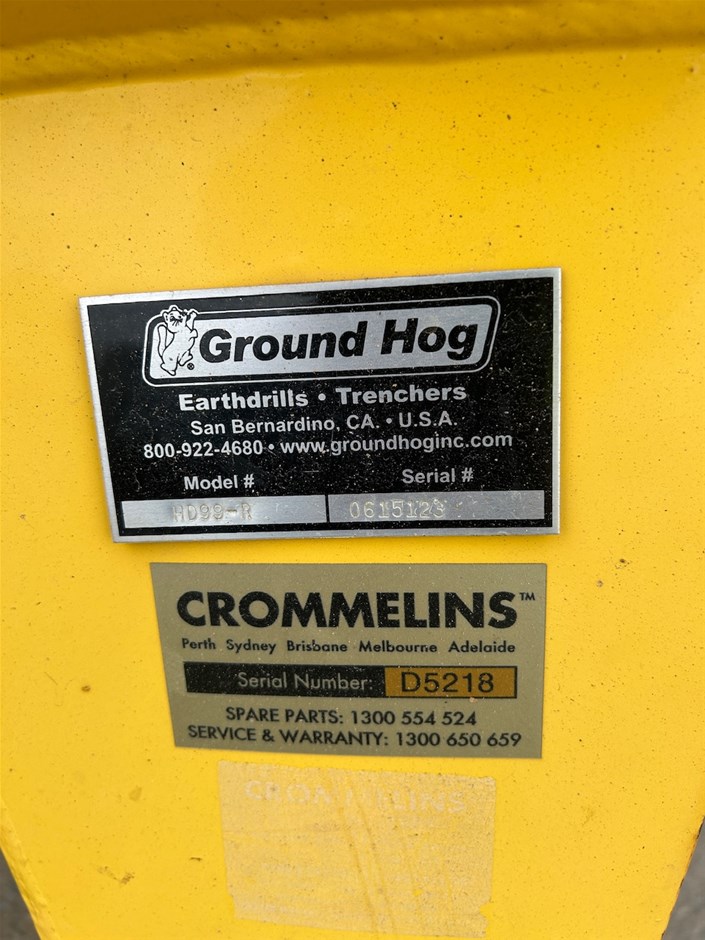 Ground Hog
®
Earthdrills • Trenchers
San Bernardino, CA. • U.S.A.
800-922-4680 • www.groundhoginc.com
Model # Serial #
HD99-R 0615123
CROMMELINS™
Perth Sydney Brisbane Melbourne Adelaide
Serial Number: D5218
SPARE PARTS: 1300 554 524
SERVICE & WARRANTY: 1300 650 659
CROMMELINS